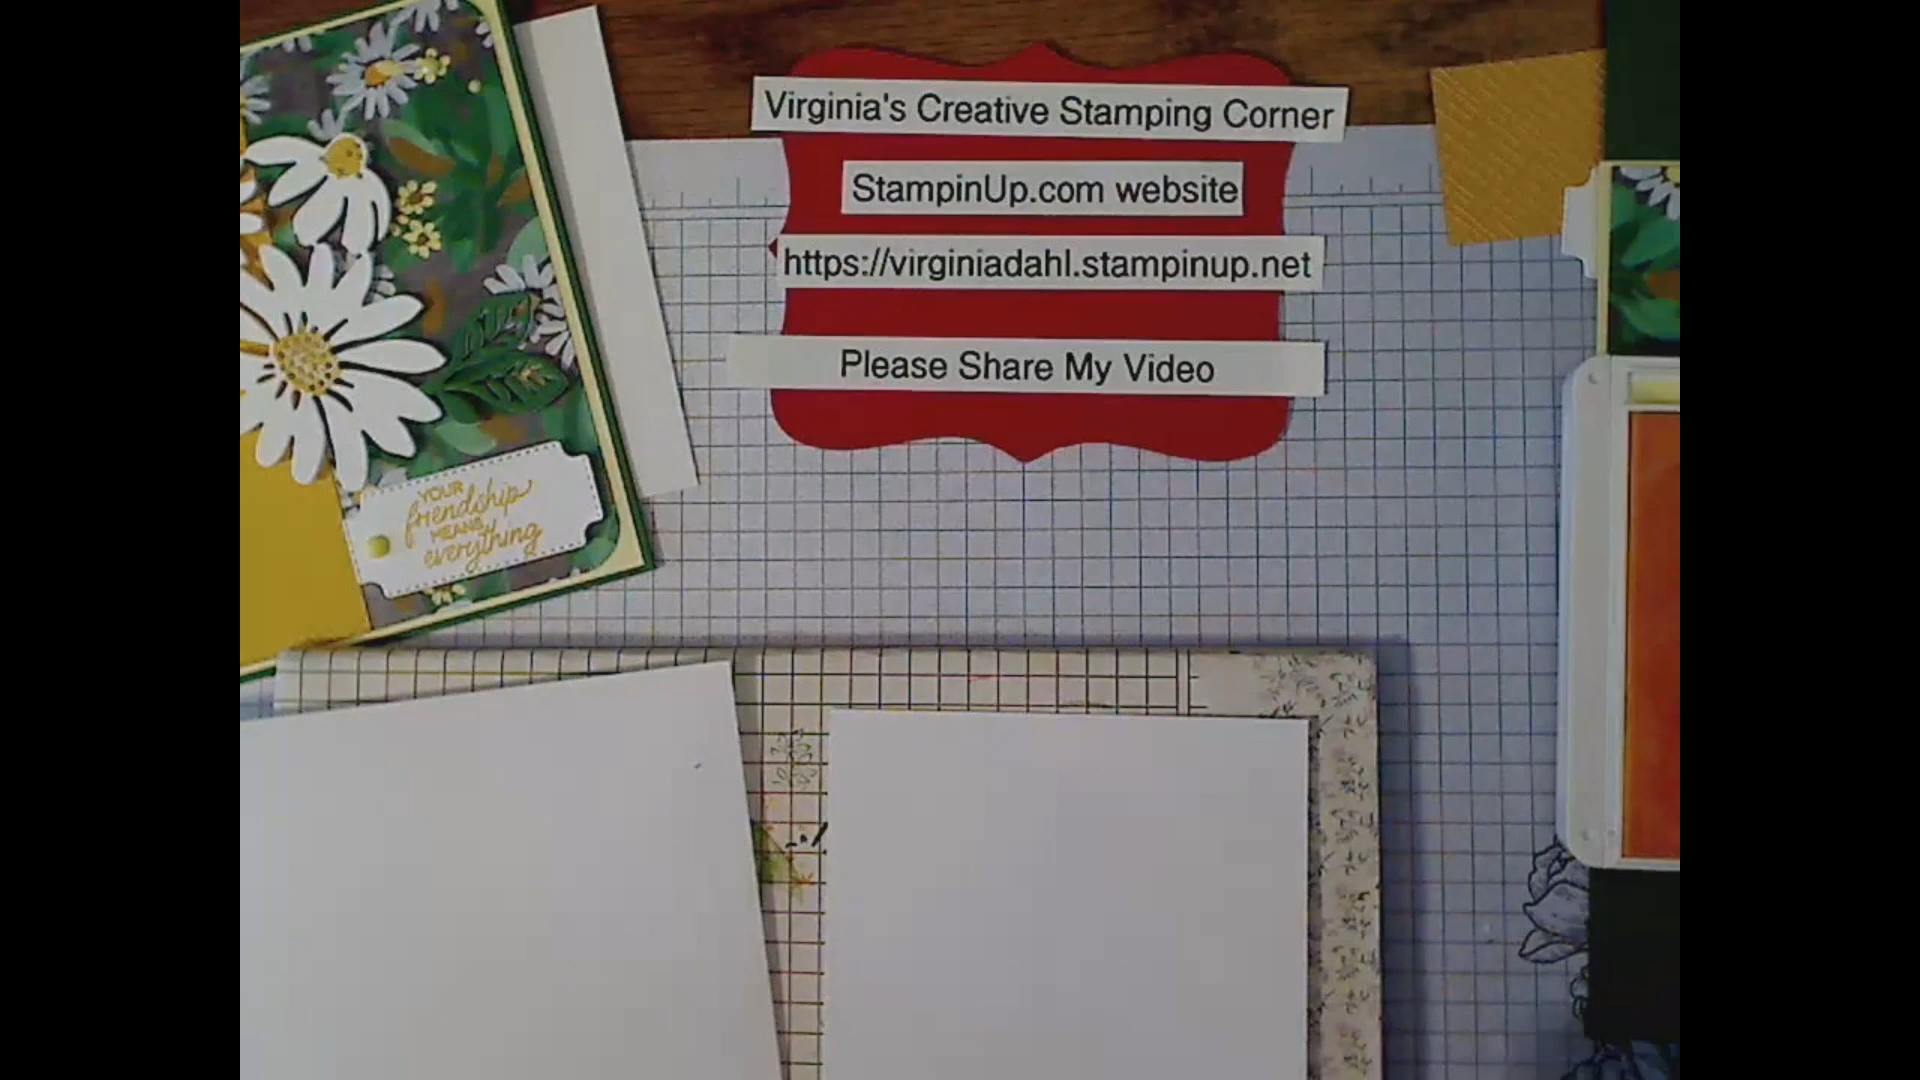 Virginia's Creative Stamping Corner
StampinUp.com website
https://virginiadahl.stampinup.net
Please Share My Video
YOUR
friendship
MEANS
everything